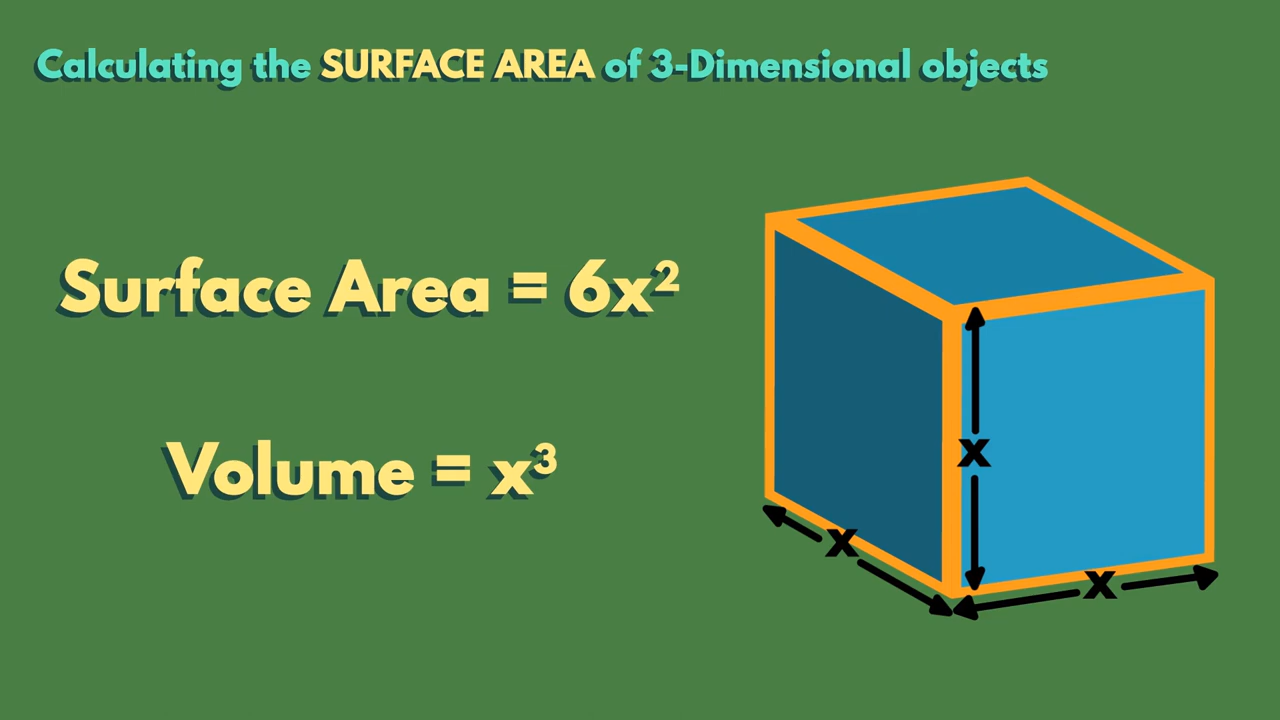 Calculating the SURFACE AREA of 3-Dimensional objects
Surface Area = 6x²
Volume = x³
x
x
x